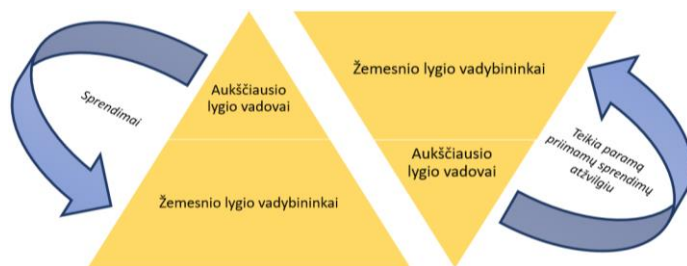 Sprendimai
Aukščiausio
lygio vadovai
Žemesnio lygio vadybininkai
Žemesnio lygio vadybininkai
Aukščiausio
lygio vadovai
Teikia paramą
priimamų sprendimų
atžvilgiu